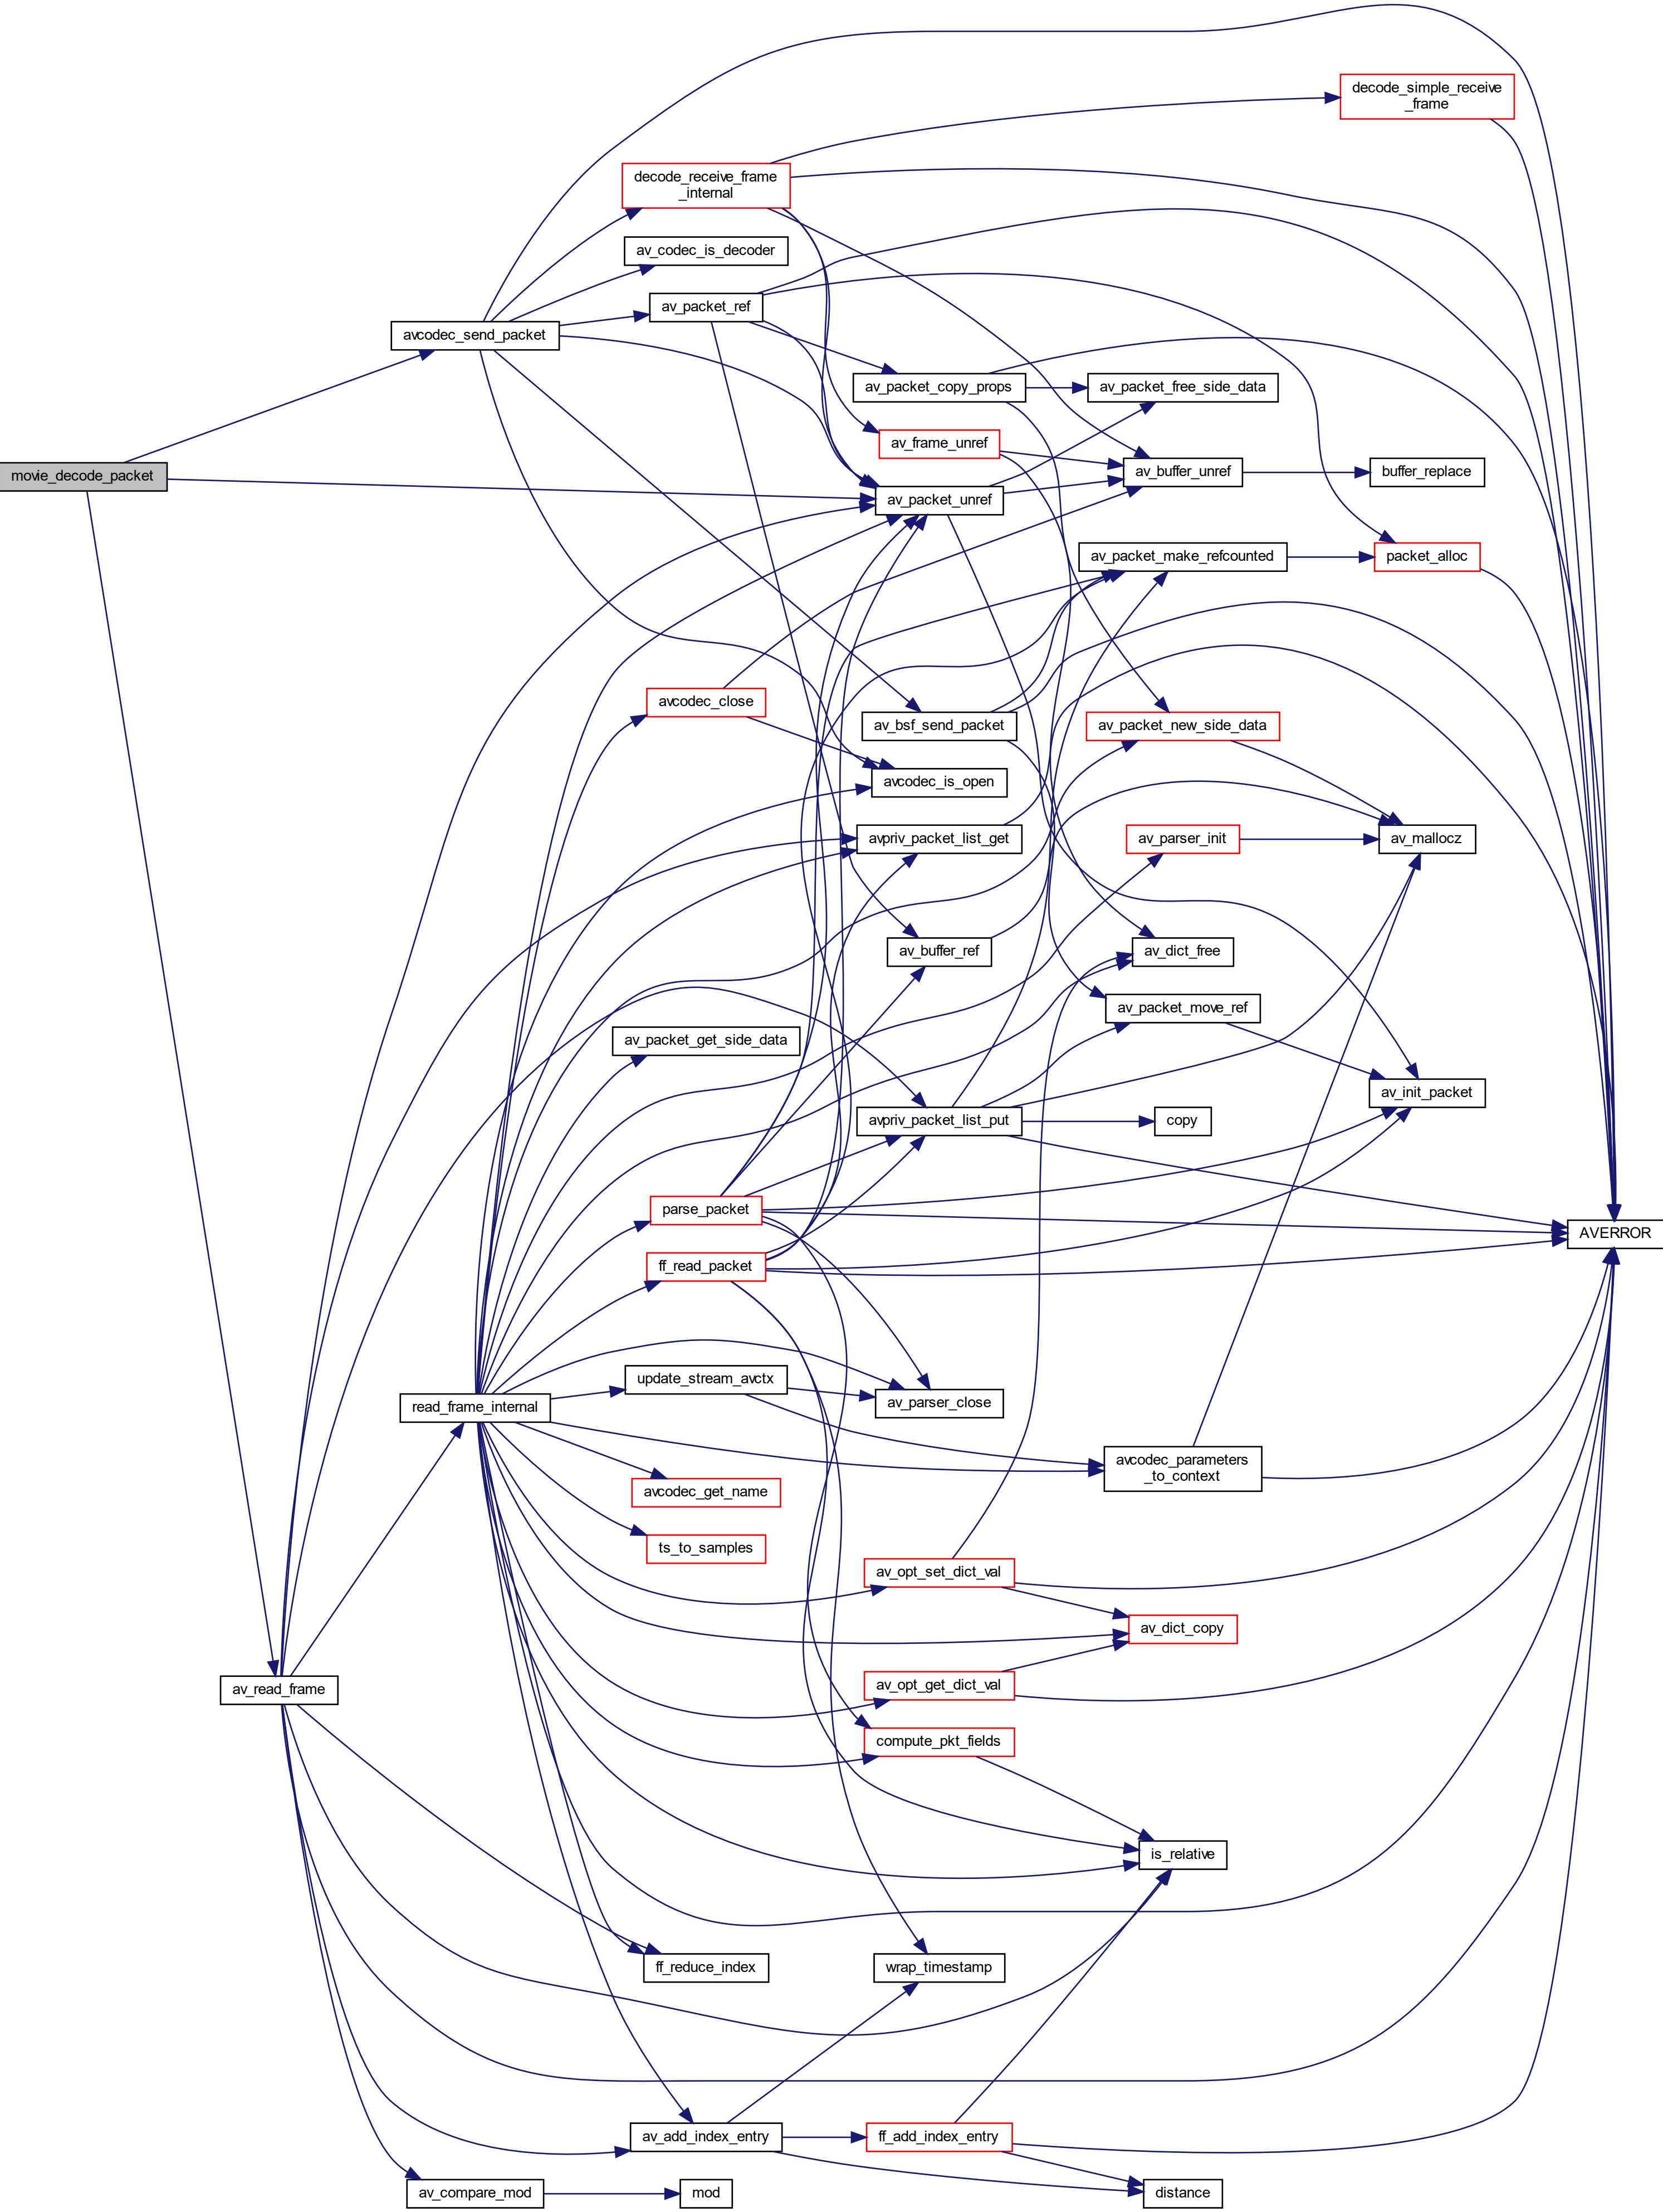 decode_simple_receive
_frame
decode_receive_frame
_internal
av_codec_is_decoder
av_packet_ref
avcodec_send_packet
av_packet_copy_props
av_packet_free_side_data
av_frame_unref
movie_decode_packet
av_buffer_unref
buffer_replace
av_packet_unref
av_packet_make_refcounted
packet_alloc
avcodec_close
av_bsf_send_packet
av_packet_new_side_data
avcodec_is_open
avpriv_packet_list_get
av_parser_init
av_mallocz
av_buffer_ref
av_dict_free
av_packet_move_ref
av_packet_get_side_data
av_init_packet
avpriv_packet_list_put
copy
parse_packet
AVERROR
ff_read_packet
update_stream_avctx
read_frame_internal
av_parser_close
avcodec_parameters
_to_context
avcodec_get_name
ts_to_samples
av_opt_set_dict_val
av_dict_copy
av_read_frame
av_opt_get_dict_val
compute_pkt_fields
is_relative
ff_reduce_index
wrap_timestamp
av_add_index_entry
ff_add_index_entry
av_compare_mod
mod
distance